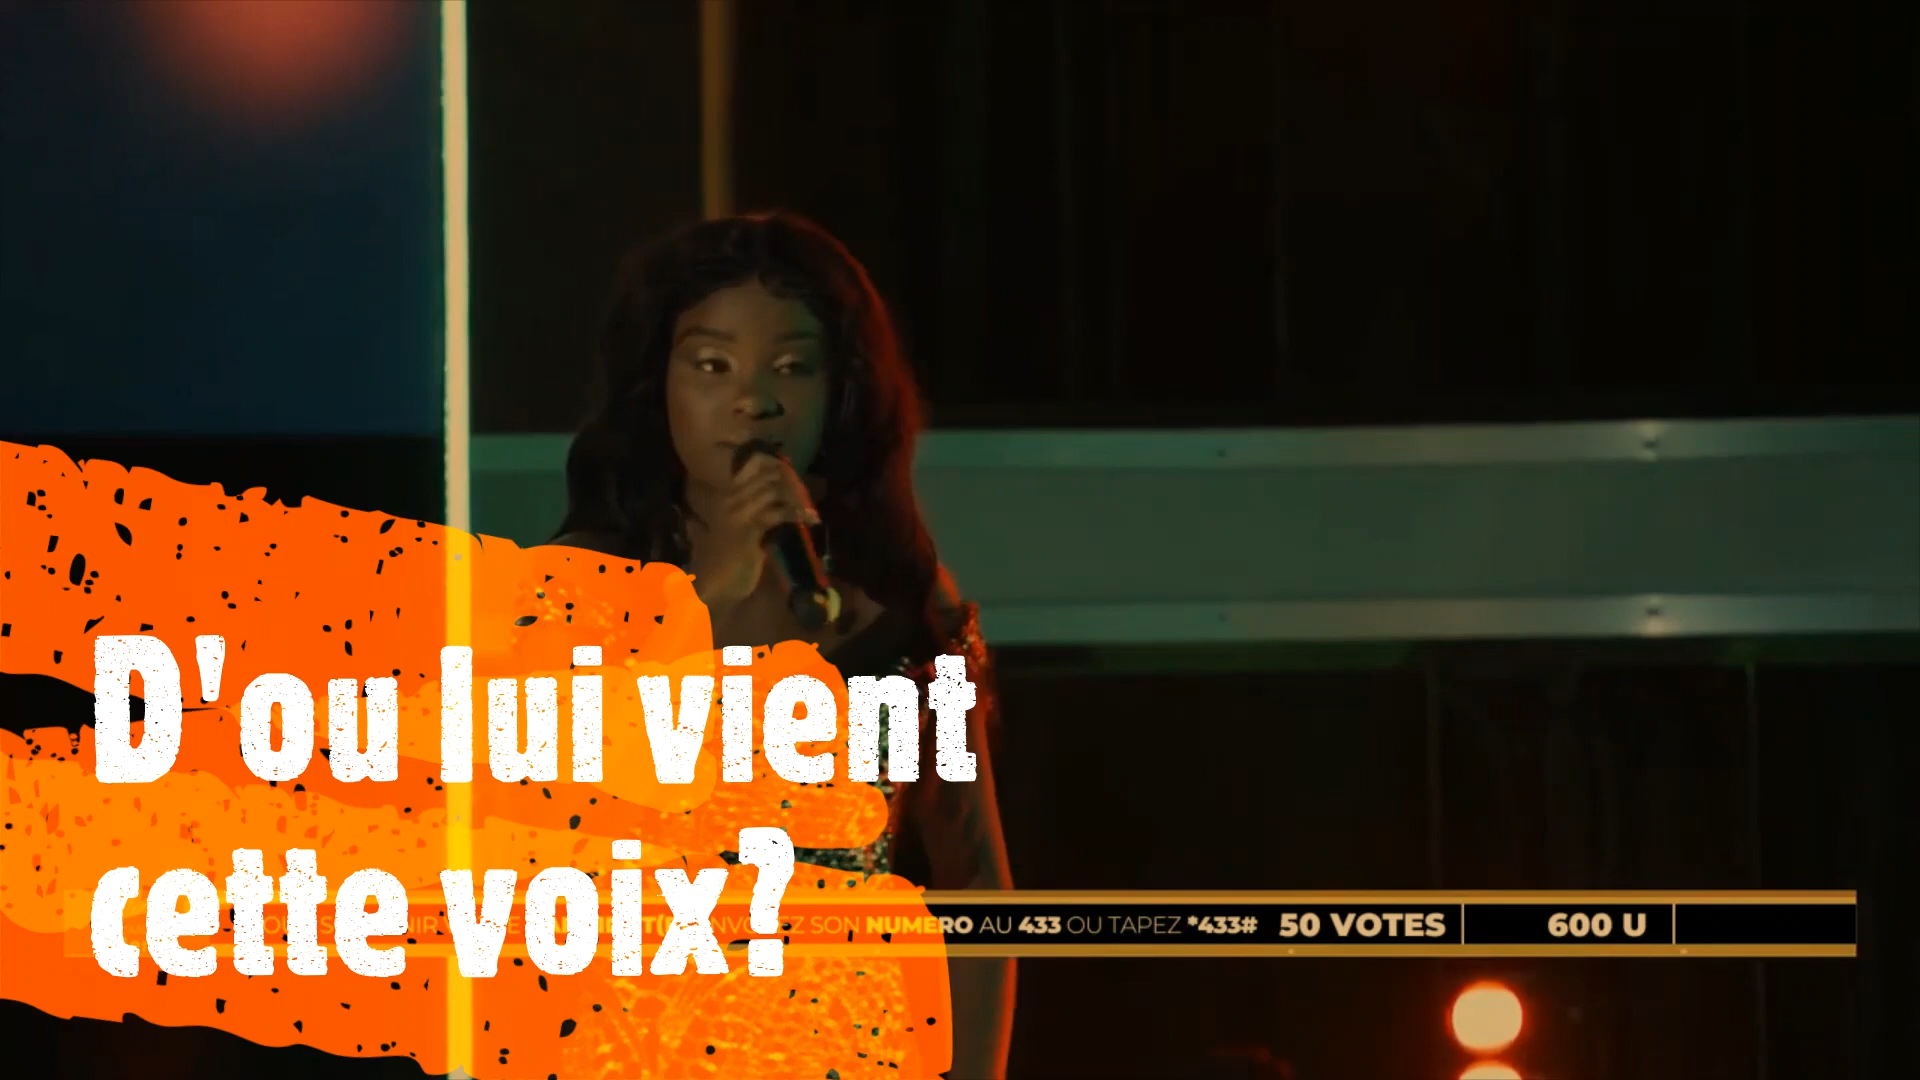 D'ou lui vient
cette voix?
NUMERO AU 433 OU TAPEZ *433# 50 VOTES 600 U